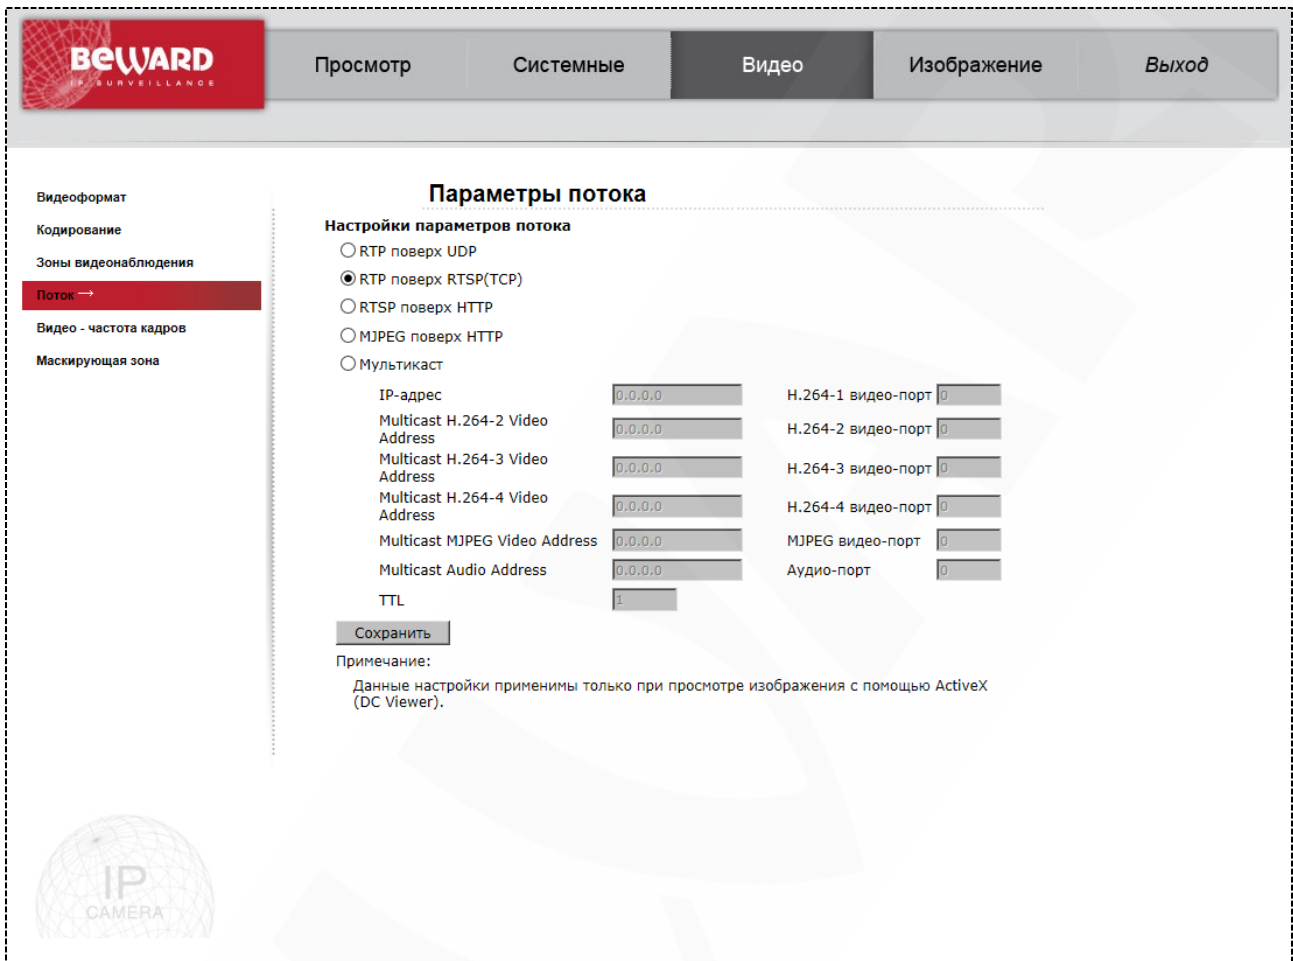 BEWARD
IP SURVEILLANCE
Просмотр
Системные
Видео
Изображение
Выход
Видеоформат
Кодирование
Зоны видеонаблюдения
Поток →
Видео - частота кадров
Маскирующая зона
Параметры потока
Настройки параметров потока
RTP поверх UDP
RTP поверх RTSP(TCP)
RTSP поверх HTTP
MJPEG поверх HTTP
Мультикаст
IP-адрес 0.0.0.0 H.264-1 видео-порт 0
Multicast H.264-2 Video
Address 0.0.0.0 H.264-2 видео-порт 0
Multicast H.264-3 Video
Address 0.0.0.0 H.264-3 видео-порт 0
Multicast H.264-4 Video
Address 0.0.0.0 H.264-4 видео-порт 0
Multicast MJPEG Video Address 0.0.0.0 MJPEG видео-порт 0
Multicast Audio Address 0.0.0.0 Аудио-порт 0
TTL 1
Сохранить
Примечание:
Данные настройки применимы только при просмотре изображения с помощью ActiveX
(DC Viewer).
IP
CAMERA